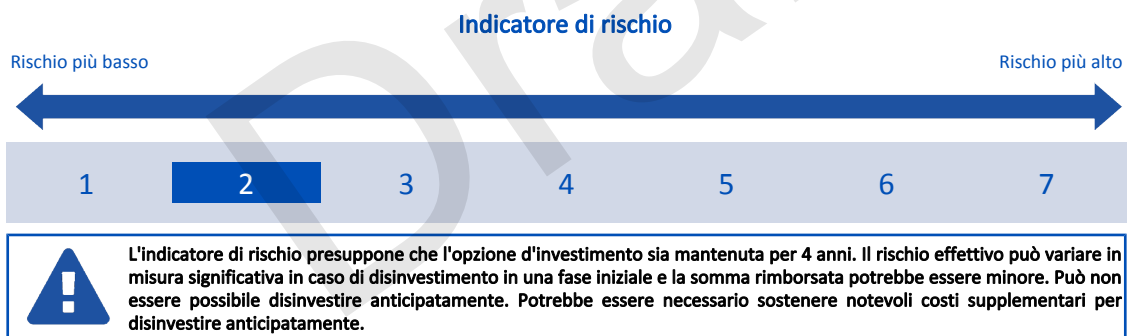 Indicatore di rischio
Rischio più basso Rischio più alto
1 2 3 4 5 6 7
L'indicatore di rischio presuppone che l'opzione d'investimento sia mantenuta per 4 anni. Il rischio effettivo può variare in
misura significativa in caso di disinvestimento in una fase iniziale e la somma rimborsata potrebbe essere minore. Può non
essere possibile disinvestire anticipatamente. Potrebbe essere necessario sostenere notevoli costi supplementari per
disinvestire anticipatamente.